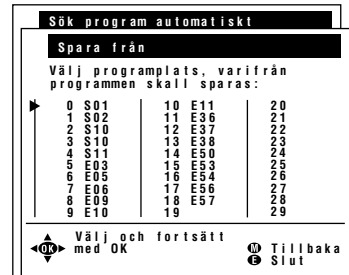 Sök program automatiskt
Spara från
Välj programplats, varifrån
programmen skall sparas:
0 S01 10 E11 20
1 S02 11 E36 21
2 S10 12 E37 22
3 S10 13 E38 23
4 S11 14 E50 24
5 E03 15 E53 25
6 E05 16 E54 26
7 E06 17 E56 27
8 E09 18 E57 28
9 E10 19 29
OK Välj och fortsätt
med OK
M Tillbaka
E Slut